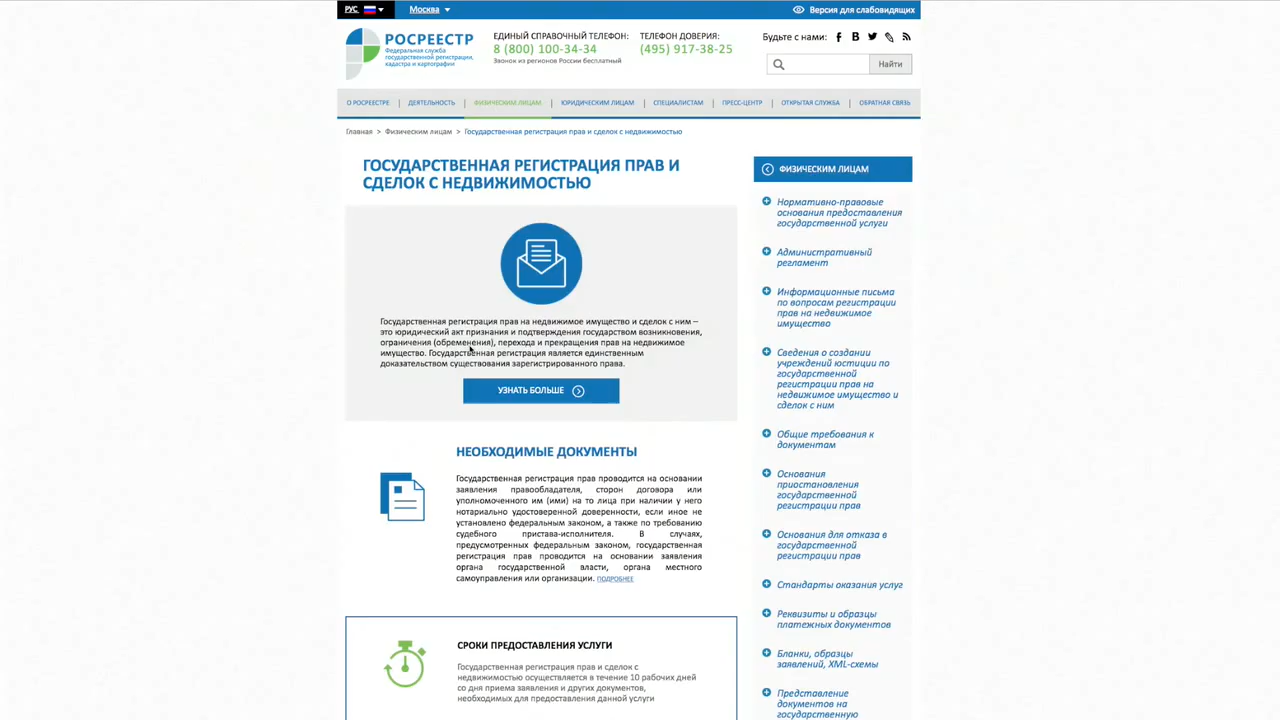 РУС
Москва
Версия для слабовидящих
РОСРЕЕСТР
Федеральная служба
государственной регистрации,
кадастра и картографии
ЕДИНЫЙ СПРАВОЧНЫЙ ТЕЛЕФОН:
8 (800) 100-34-34
Звонок из регионов России бесплатный
ТЕЛЕФОН ДОВЕРИЯ:
(495) 917-38-25
Будьте с нами:
Найти
О РОСРЕЕСТРЕ | ДЕЯТЕЛЬНОСТЬ | ФИЗИЧЕСКИМ ЛИЦАМ | ЮРИДИЧЕСКИМ ЛИЦАМ | СПЕЦИАЛИСТАМ | ПРЕСС-ЦЕНТР | ОТКРЫТАЯ СЛУЖБА | ОБРАТНАЯ СВЯЗЬ
Главная > Физическим лицам > Государственная регистрация прав и сделок с недвижимостью
ГОСУДАРСТВЕННАЯ РЕГИСТРАЦИЯ ПРАВ И
СДЕЛОК С НЕДВИЖИМОСТЬЮ
Государственная регистрация прав на недвижимое имущество и сделок с ним –
это юридический акт признания и подтверждения государством возникновения,
ограничения (обременения), перехода и прекращения прав на недвижимое
имущество. Государственная регистрация является единственным
доказательством существования зарегистрированного права.
УЗНАТЬ БОЛЬШЕ
НЕОБХОДИМЫЕ ДОКУМЕНТЫ
Государственная регистрация прав проводится на основании
заявления правообладателя, сторон договора или
уполномоченного им (ими) на то лица при наличии у него
нотариально удостоверенной доверенности, если иное не
установлено федеральным законом, а также по требованию
судебного пристава-исполнителя. В случаях,
предусмотренных федеральным законом, государственная
регистрация прав проводится на основании заявления
органа государственной власти, органа местного
самоуправления или организации. ПОДРОБНЕЕ
СРОКИ ПРЕДОСТАВЛЕНИЯ УСЛУГИ
Государственная регистрация прав и сделок с
недвижимостью осуществляется в течение 10 рабочих дней
со дня приема заявления и других документов,
необходимых для предоставления данной услуги
ФИЗИЧЕСКИМ ЛИЦАМ
Нормативно-правовые
основания предоставления
государственной услуги
Административный
регламент
Информационные письма
по вопросам регистрации
прав на недвижимое
имущество
Сведения о создании
учреждений юстиции по
государственной
регистрации прав на
недвижимое имущество и
сделок с ним
Общие требования к
документам
Основания
приостановления
государственной
регистрации прав
Основания для отказа в
государственной
регистрации прав
Стандарты оказания услуг
Реквизиты и образцы
платежных документов
Бланки, образцы
заявлений, XML-схемы
Представление
документов на
государственную